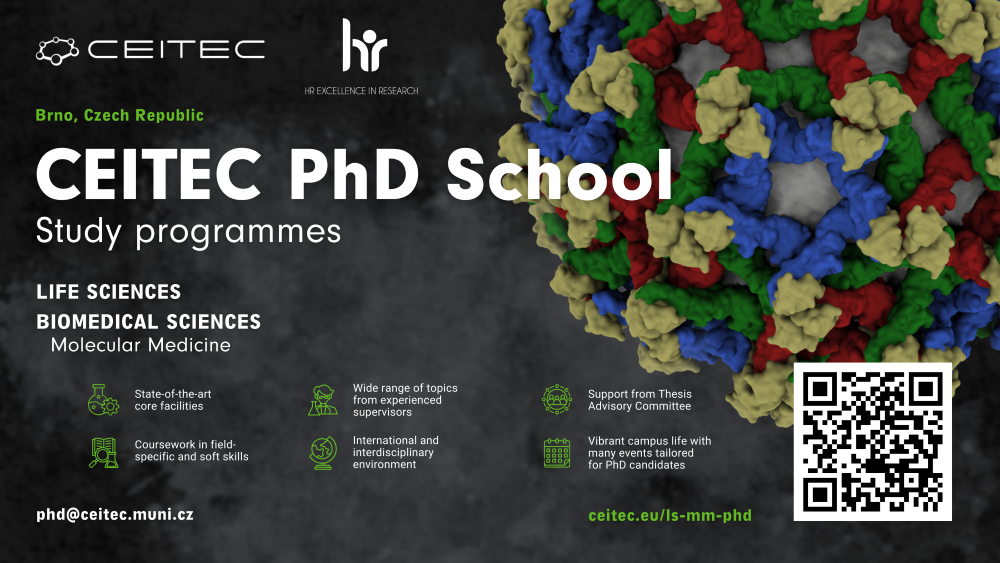 CEITEC
hr
HR EXCELLENCE IN RESEARCH
Brno, Czech Republic
CEITEC PhD School
Study programmes
LIFE SCIENCES
BIOMEDICAL SCIENCES
Molecular Medicine
State-of-the-art
core facilities
Wide range of topics
from experienced
supervisors
Support from Thesis
Advisory Committee
Coursework in field-
specific and soft skills
International and
interdisciplinary
environment
Vibrant campus life with
many events tailored
for PhD candidates
phd@ceitec.muni.cz
ceitec.eu/ls-mm-phd